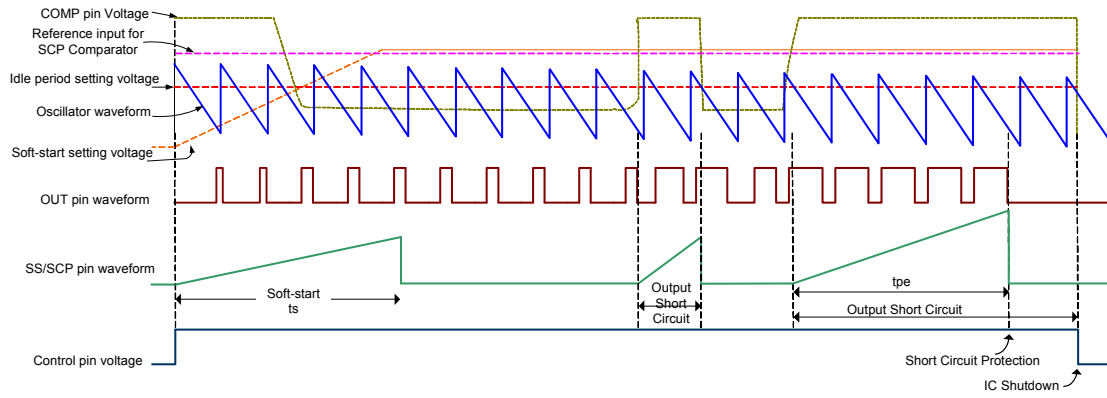 COMP pin Voltage
Reference input for
SCP Comparator
Idle period setting voltage
Oscillator waveform
Soft-start setting voltage
OUT pin waveform
SS/SCP pin waveform
Soft-start
ts
Output
Short
Circuit
tpe
Output Short Circuit
Control pin voltage
Short Circuit Protection
IC Shutdown